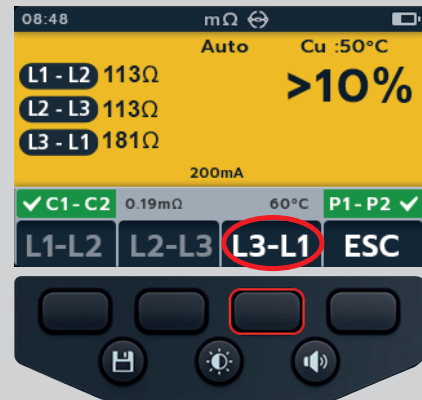 08:48 mΩ
Auto Cu :50°C
L1 - L2 113Ω
>10%
L2 - L3 113Ω
L3 - L1 181Ω
200mA
✓ C1 - C2 0.19mΩ 60°C P1 - P2 ✓
L1-L2 L2-L3 L3-L1 ESC